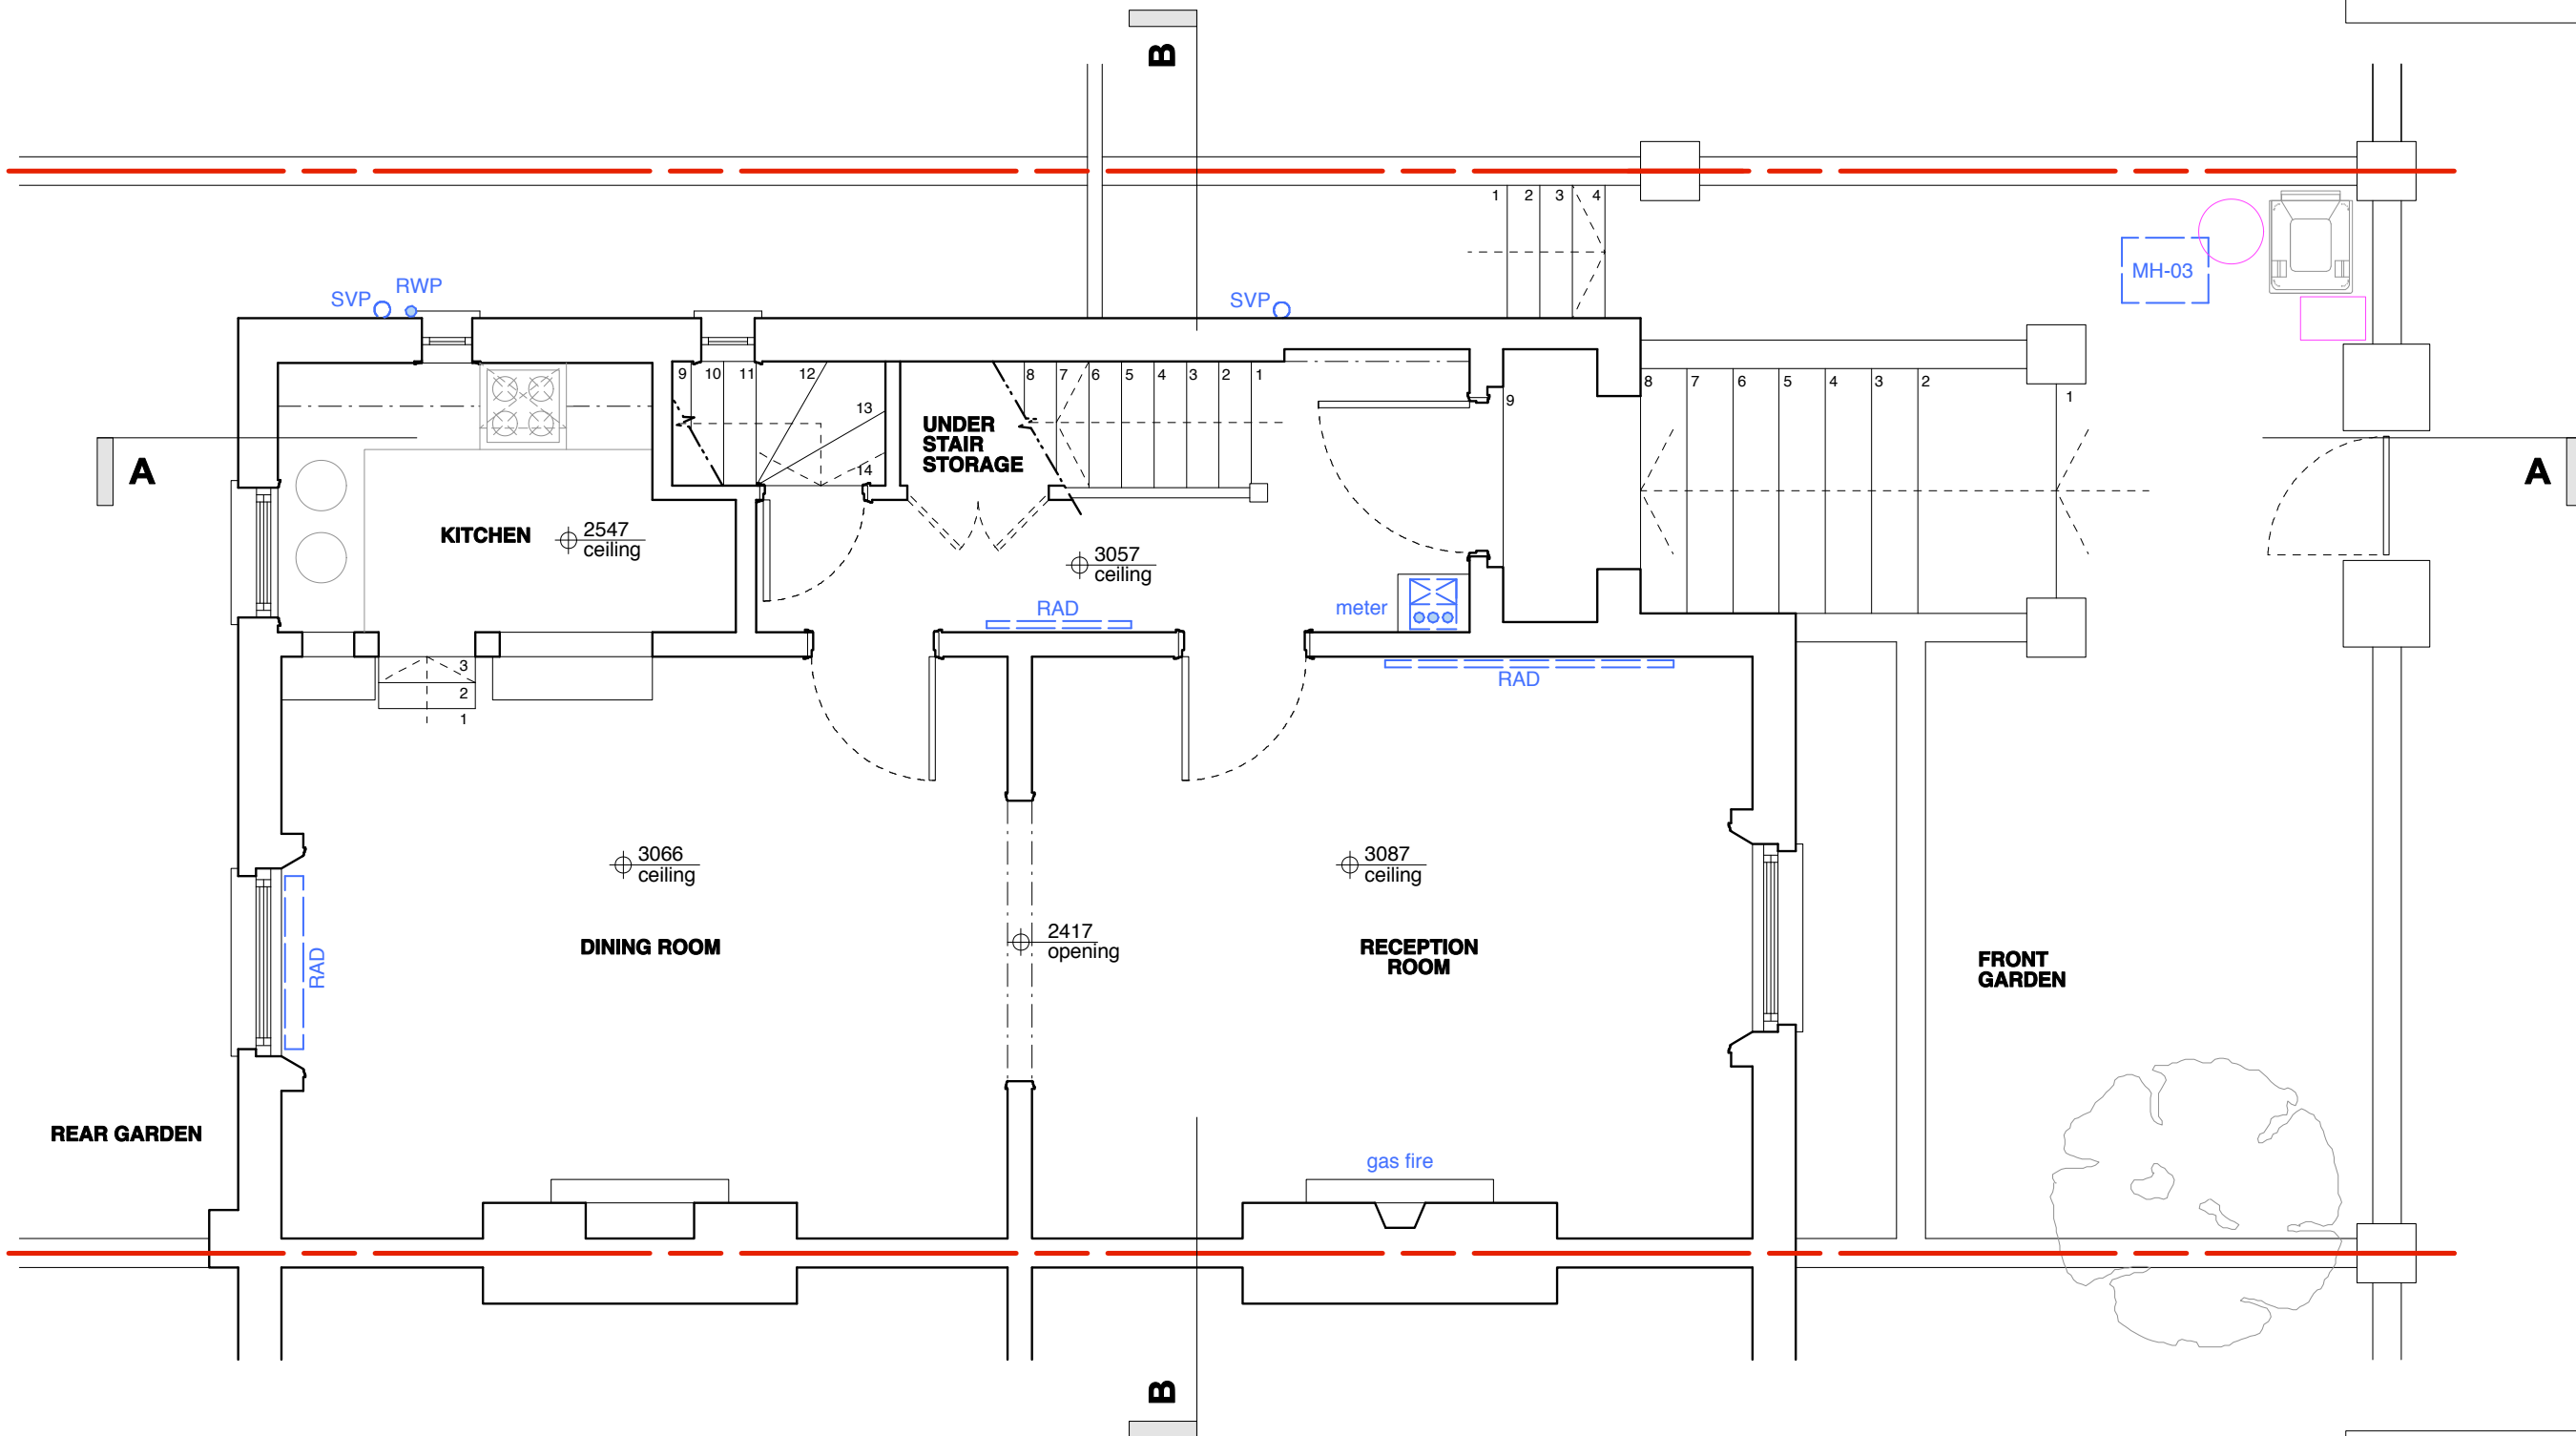 B
1 2 3 4
MH-03
SVP RWP
SVP
9 10 11 12
13
14
UNDER
STAIR
STORAGE
8 7 6 5 4 3 2 1
9
8 7 6 5 4 3 2
1
A
A
KITCHEN
2547
ceiling
3057
ceiling
RAD
meter
RAD
3
2
1
3066
ceiling
3087
ceiling
2417
opening
DINING ROOM
RECEPTION
ROOM
RAD
FRONT
GARDEN
REAR GARDEN
gas fire
B